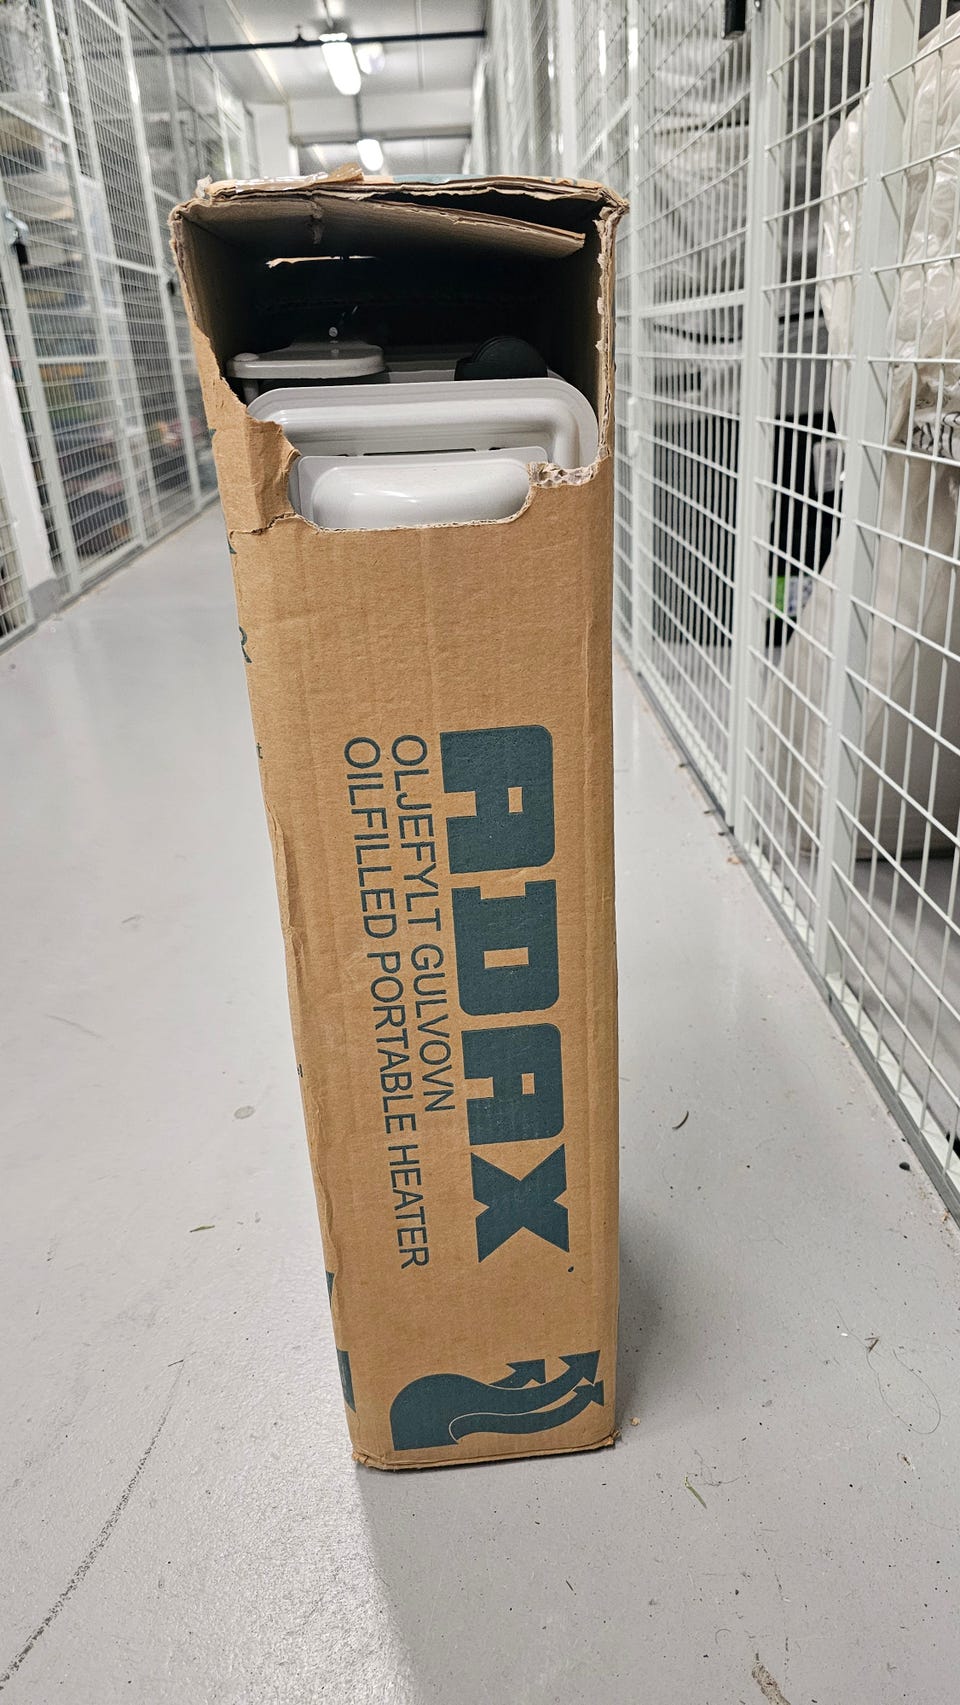 ADAX
OLJEFYLT GULVOVN
OILFILLED PORTABLE HEATER